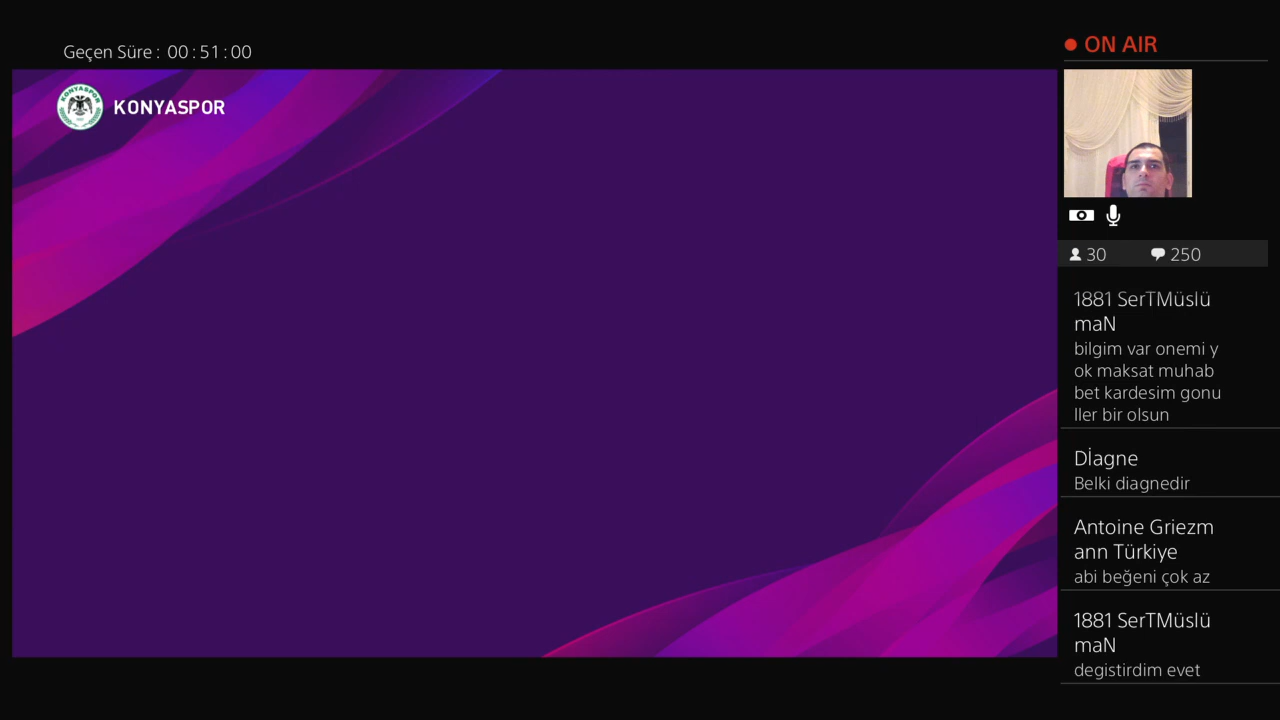 Geçen Süre : 00 : 51 : 00
ON AIR
KONYASPOR
KONYASPOR
30 250
1881 SerTMüslü
maN
bilgim var onemi y
ok maksat muhab
bet kardesim gonu
ller bir olsun
Dİagne
Belki diagnedir
Antoine Griezm
ann Türkiye
abi beğeni çok az
1881 SerTMüslü
maN
degistirdim evet